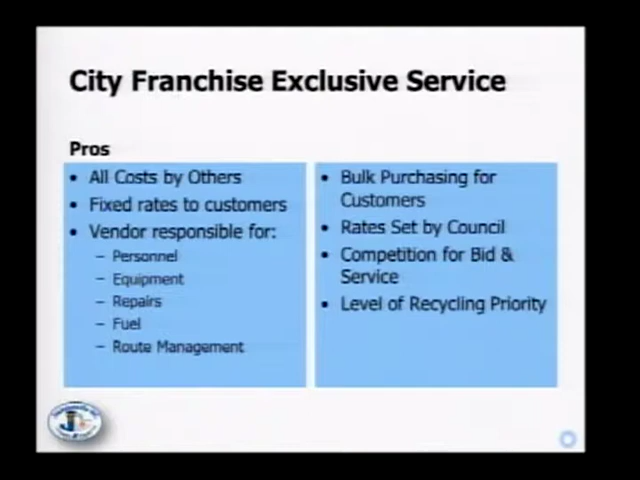 City Franchise Exclusive Service
Pros
• All Costs by Others
• Fixed rates to customers
• Vendor responsible for:
– Personnel
– Equipment
– Repairs
– Fuel
– Route Management
• Bulk Purchasing for
Customers
• Rates Set by Council
• Competition for Bid &
Service
• Level of Recycling Priority